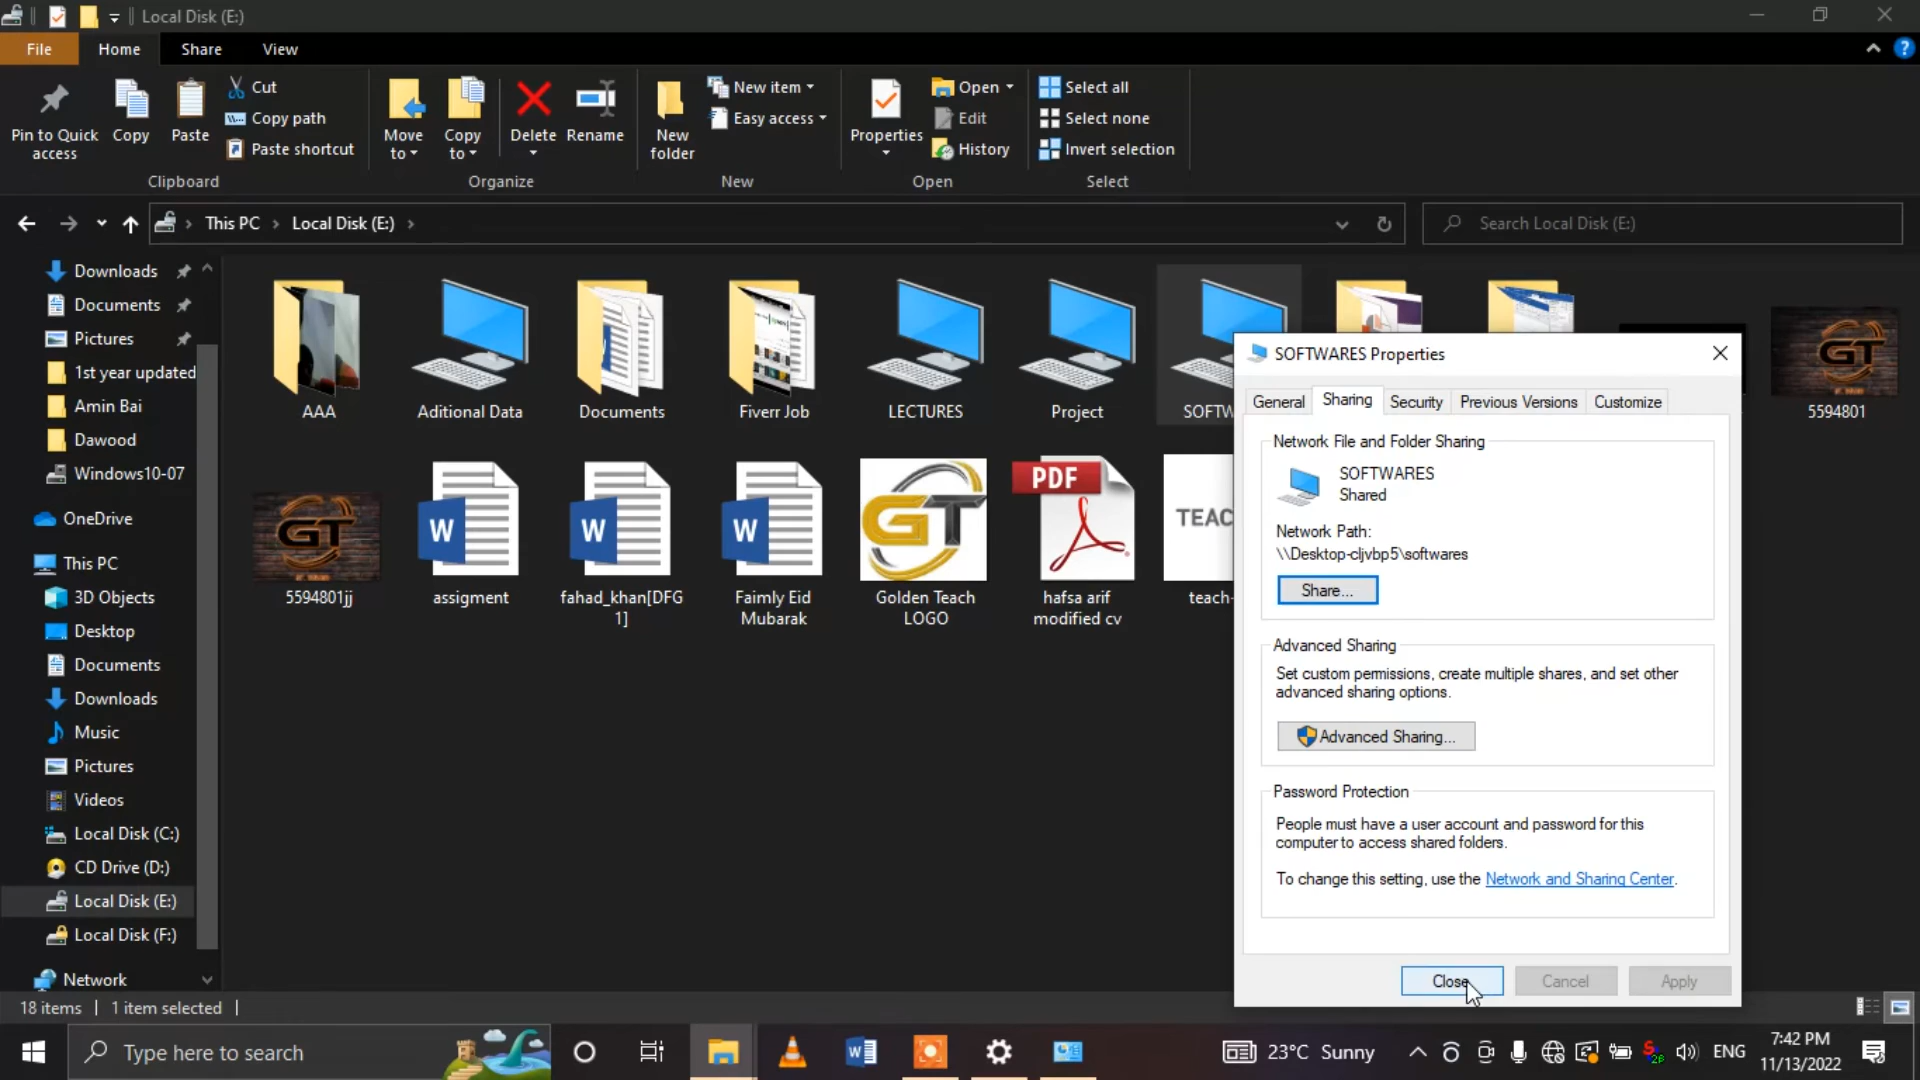 Local Disk (E:)
File Home Share View
Pin to Quick access
Copy
Paste
Cut
Copy path
Paste shortcut
Move to
Copy to
Delete
Rename
New folder
New item
Easy access
Properties
Open
Edit
History
Select all
Select none
Invert selection
Clipboard Organize New Open Select
This PC > Local Disk (E:) >
Search Local Disk (E:)
Downloads
Documents
Pictures
1st year updated
Amin Bai
Dawood
Windows10-07
OneDrive
This PC
3D Objects
Desktop
Documents
Downloads
Music
Pictures
Videos
Local Disk (C:)
CD Drive (D:)
Local Disk (E:)
Local Disk (F:)
Network
AAA
Aditional Data
Documents
Fiverr Job
LECTURES
Project
SOFTW
GT
5594801
GT
5594801jj
W
assigment
W
fahad_khan[DFG
1]
W
Faimly Eid
Mubarak
GT
Golden Teach
LOGO
PDF
hafsa arif
modified cv
TEAC
teach-
SOFTWARES Properties
General Sharing Security Previous Versions Customize
Network File and Folder Sharing
SOFTWARES
Shared
Network Path:
\\Desktop-cljvbp5\softwares
Share...
Advanced Sharing
Set custom permissions, create multiple shares, and set other
advanced sharing options.
Advanced Sharing...
Password Protection
People must have a user account and password for this
computer to access shared folders.
To change this setting, use the Network and Sharing Center.
Close Cancel Apply
18 items | 1 item selected |
Type here to search
23°C Sunny
ENG
7:42 PM
11/13/2022